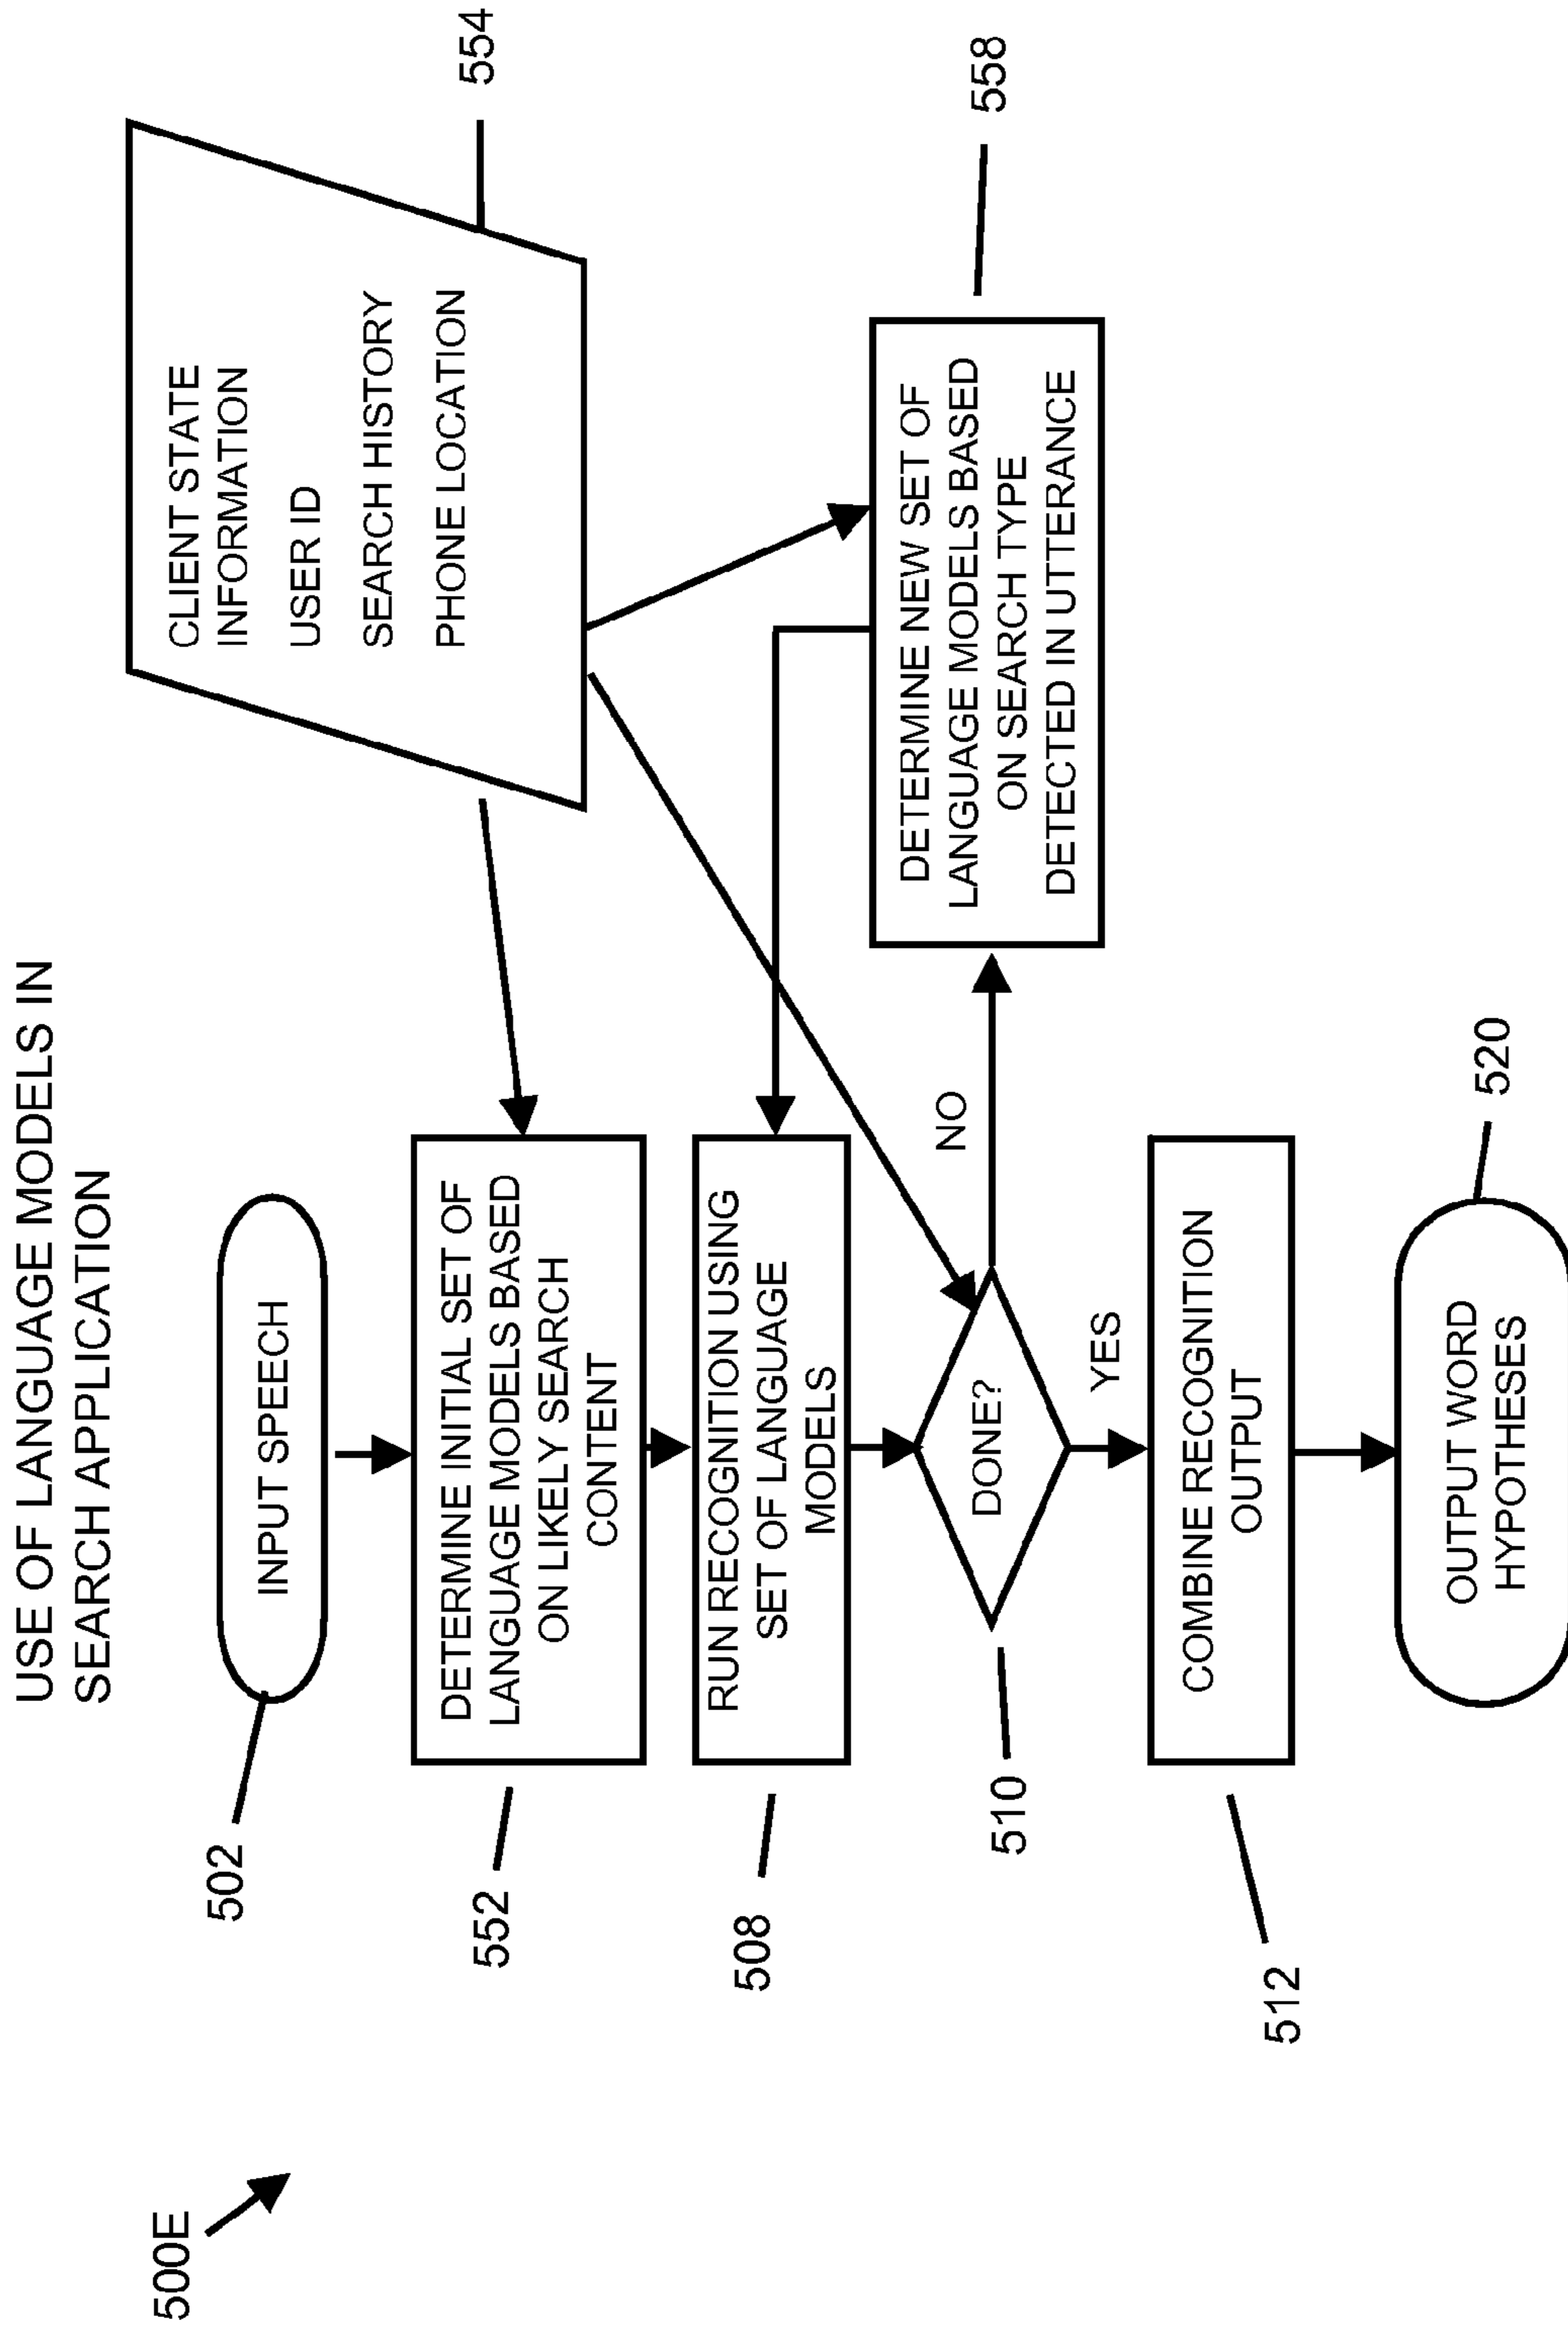 USE OF LANGUAGE MODELS IN
SEARCH APPLICATION
500E
502
INPUT SPEECH
552
DETERMINE INITIAL SET OF
LANGUAGE MODELS BASED
ON LIKELY SEARCH
CONTENT
554
CLIENT STATE
INFORMATION
USER ID
SEARCH HISTORY
PHONE LOCATION
508
RUN RECOGNITION USING
SET OF LANGUAGE
MODELS
510
DONE?
NO
YES
558
DETERMINE NEW SET OF
LANGUAGE MODELS BASED
ON SEARCH TYPE
DETECTED IN UTTERANCE
512
COMBINE RECOGNITION
OUTPUT
520
OUTPUT WORD
HYPOTHESES